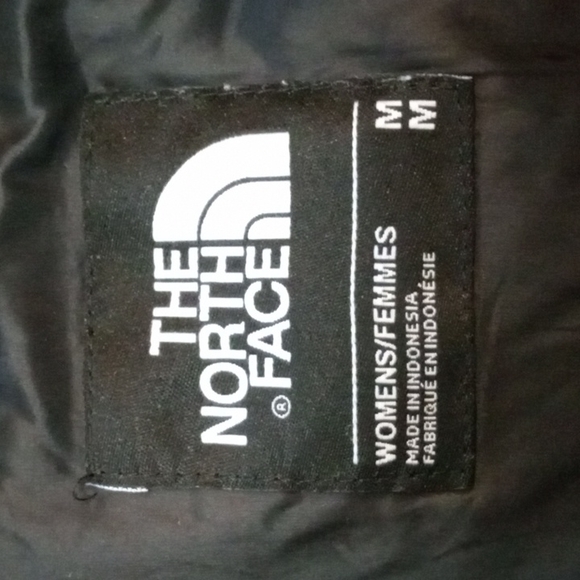 THE
NORTH
FACE
®
WOMENS/FEMMES M
MADE IN INDONESIA M
FABRIQUÉ EN INDONÉSIE